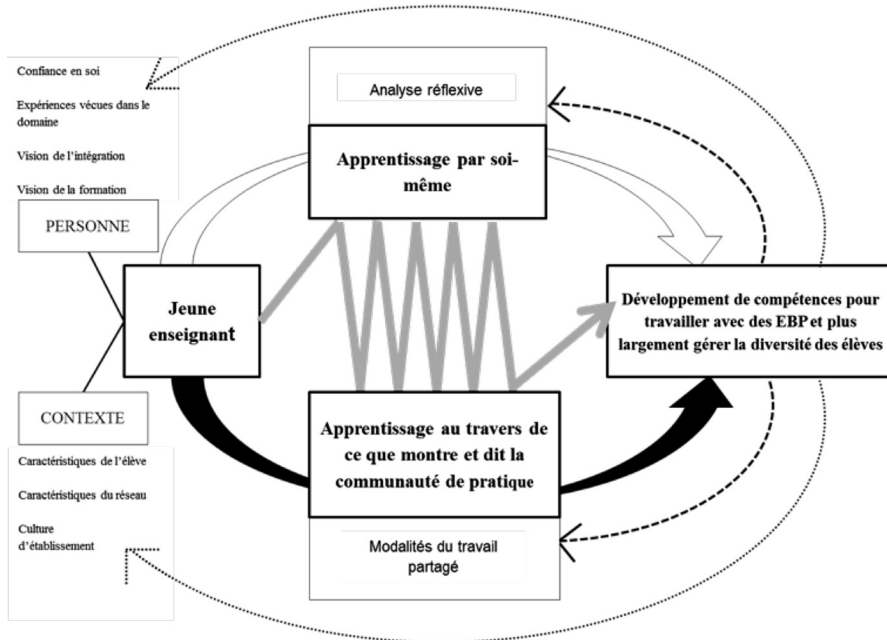 Confiance en soi
Expériences vécues dans le
domaine
Vision de l'intégration
Vision de la formation
PERSONNE
Analyse réflexive
Apprentissage par soi-
même
Jeune
enseignant
Développement de compétences pour
travailler avec des EBP et plus
largement gérer la diversité des élèves
CONTEXTE
Caractéristiques de l'élève
Caractéristiques du réseau
Culture
d'établissement
Apprentissage au travers de
ce que montre et dit la
communauté de pratique
Modalités du travail
partagé